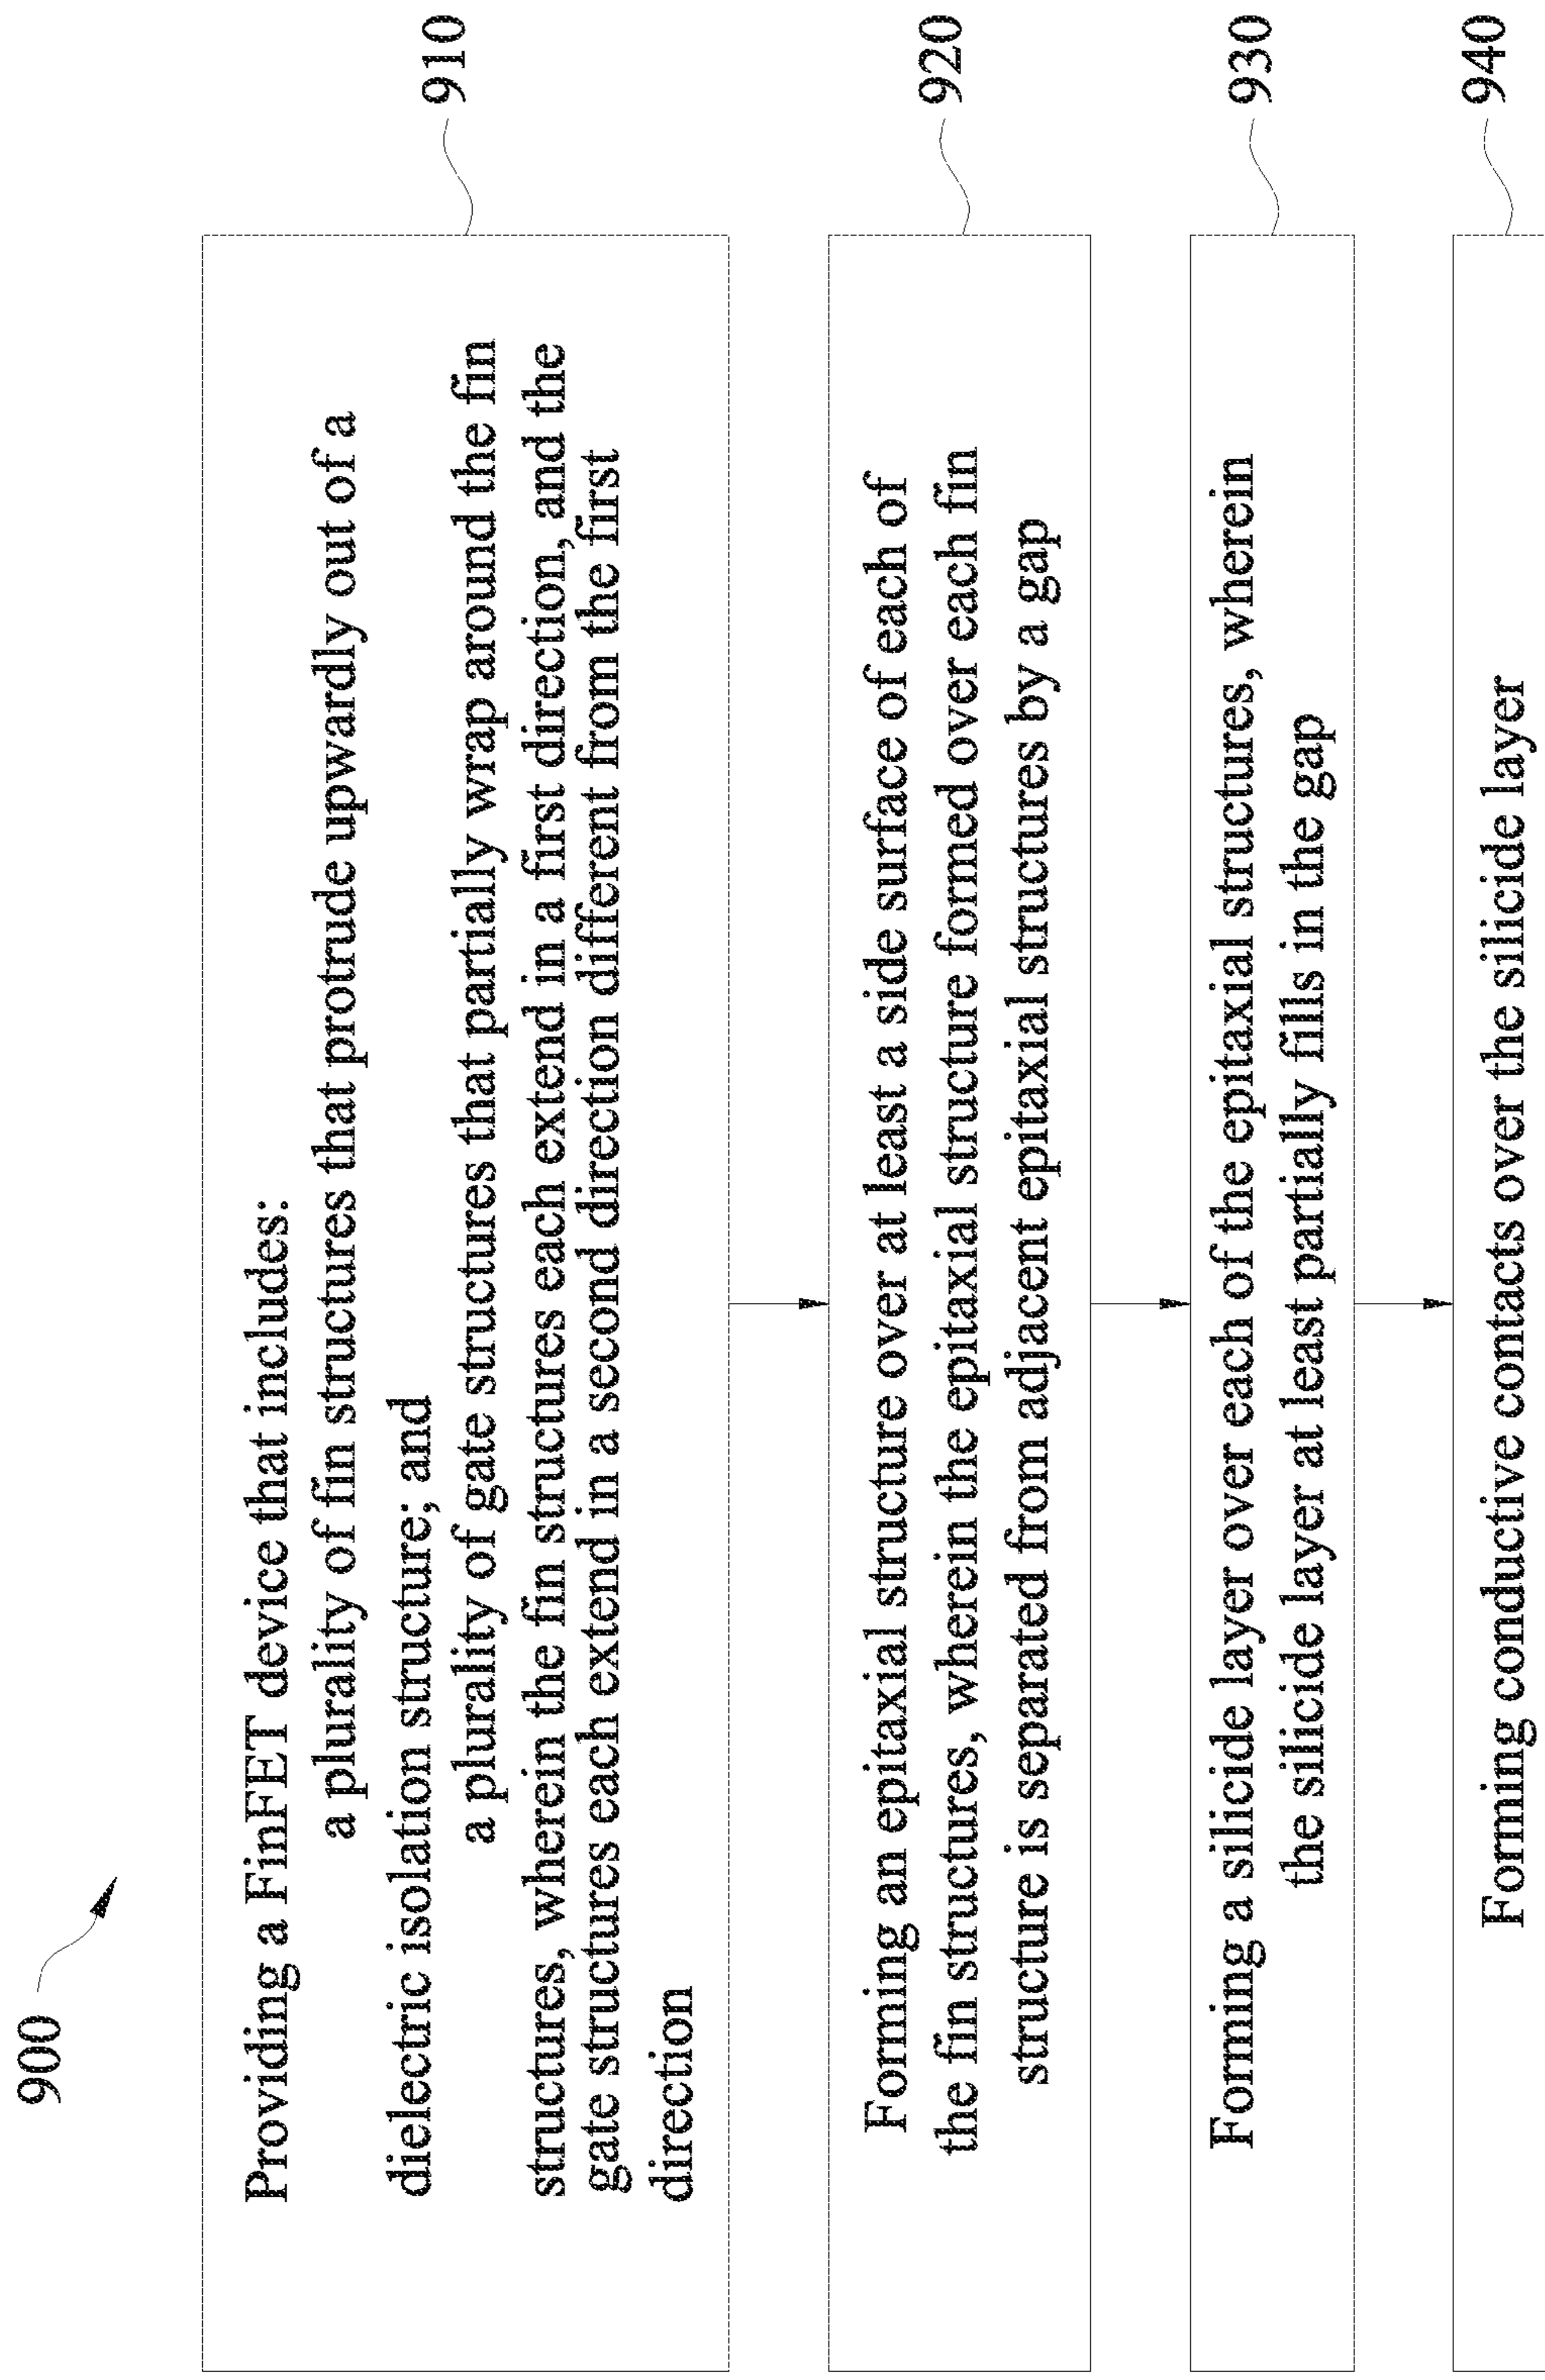 900
Providing a FinFET device that includes:
a plurality of fin structures that protrude upwardly out of a
dielectric isolation structure; and
a plurality of gate structures that partially wrap around the fin
structures, wherein the fin structures each extend in a first direction, and the
gate structures each extend in a second direction different from the first
direction
910
Forming an epitaxial structure over at least a side surface of each of
the fin structures, wherein the epitaxial structure formed over each fin
structure is separated from adjacent epitaxial structures by a gap
920
Forming a silicide layer over each of the epitaxial structures, wherein
the silicide layer at least partially fills in the gap
930
Forming conductive contacts over the silicide layer
940